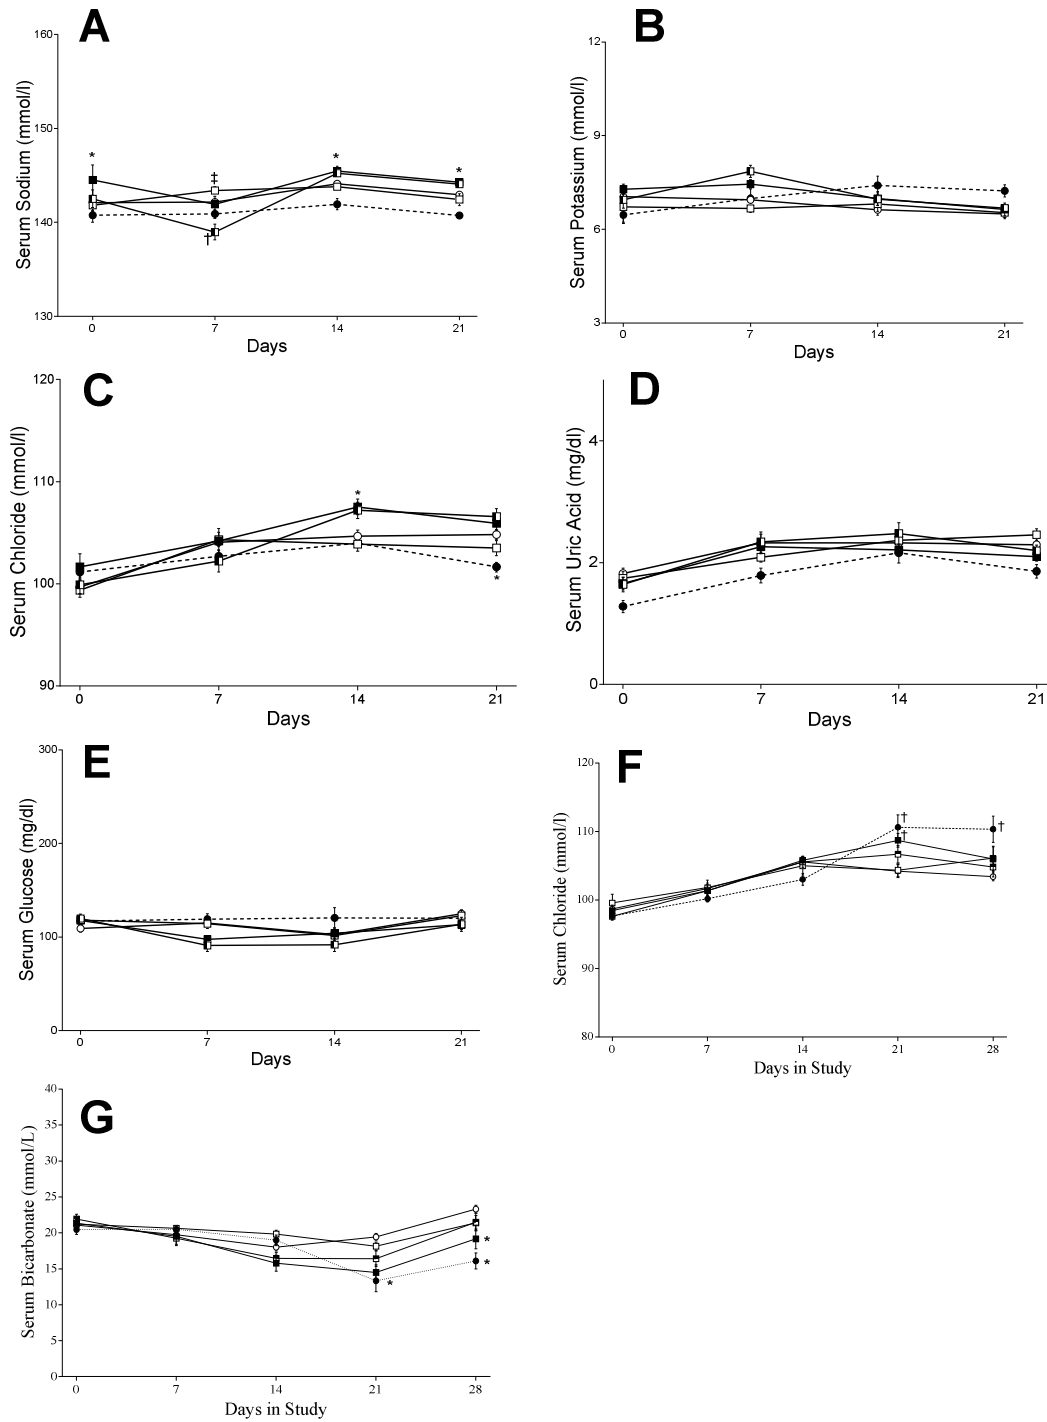 A
Serum Sodium (mmol/l)
160
150
140
130
*
‡
†
*
*
0 7 14 21
Days
B
Serum Potassium (mmol/l)
12
9
6
3
0 7 14 21
Days
C
Serum Chloride (mmol/l)
120
110
100
90
*
*
0 7 14 21
Days
D
Serum Uric Acid (mg/dl)
4
2
0
0 7 14 21
Days
E
Serum Glucose (mg/dl)
300
200
100
0
0 7 14 21
Days
F
Serum Chloride (mmol/l)
120
110
100
90
80
†
†
†
0 7 14 21 28
Days in Study
G
Serum Bicarbonate (mmol/L)
40
35
30
25
20
15
10
5
0
*
*
*
0 7 14 21 28
Days in Study